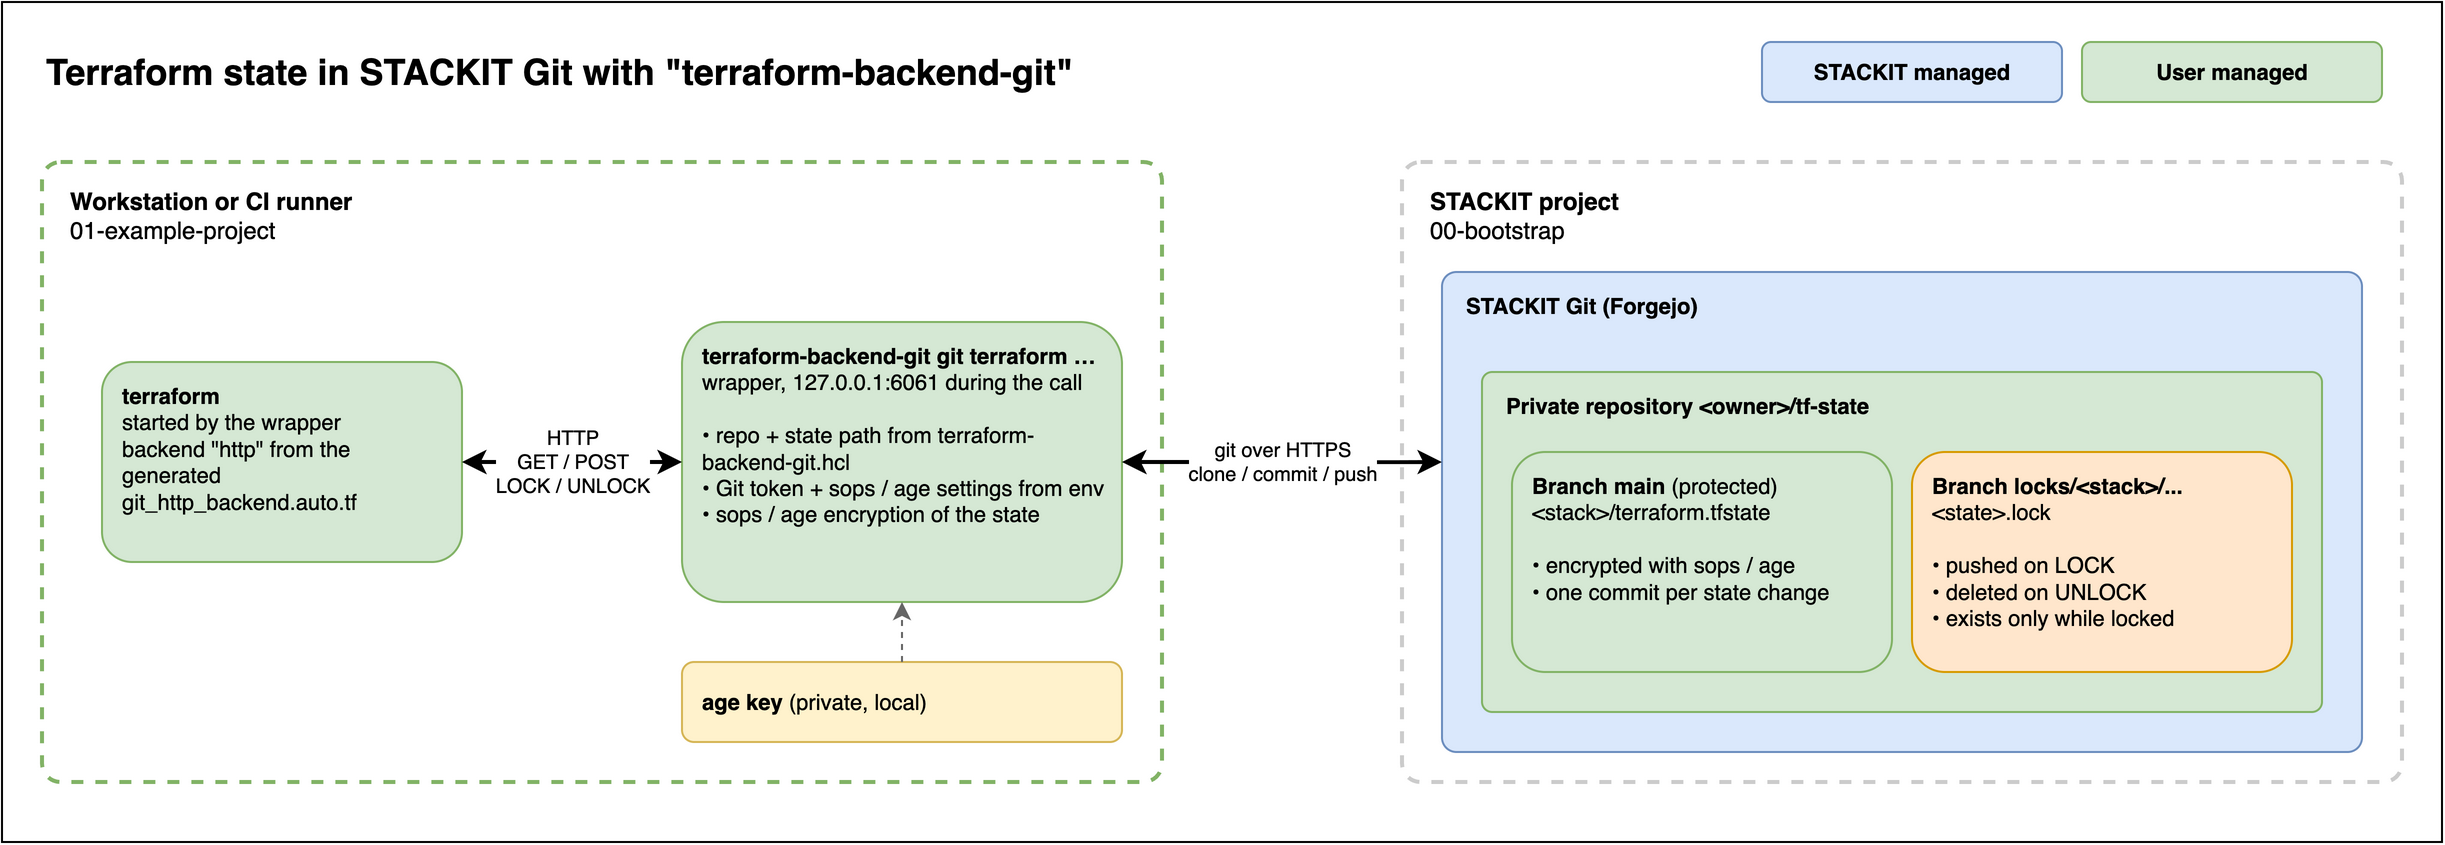 Terraform state in STACKIT Git with "terraform-backend-git"
STACKIT managed
User managed
Workstation or CI runner
01-example-project
terraform
started by the wrapper
backend "http" from the
generated
git_http_backend.auto.tf
HTTP
GET / POST
LOCK / UNLOCK
terraform-backend-git git terraform ...
wrapper, 127.0.0.1:6061 during the call
• repo + state path from terraform-
backend-git.hcl
• Git token + sops / age settings from env
• sops / age encryption of the state
age key (private, local)
git over HTTPS
clone / commit / push
STACKIT project
00-bootstrap
STACKIT Git (Forgejo)
Private repository <owner>/tf-state
Branch main (protected)
<stack>/terraform.tfstate
• encrypted with sops / age
• one commit per state change
Branch locks/<stack>/...
<state>.lock
• pushed on LOCK
• deleted on UNLOCK
• exists only while locked